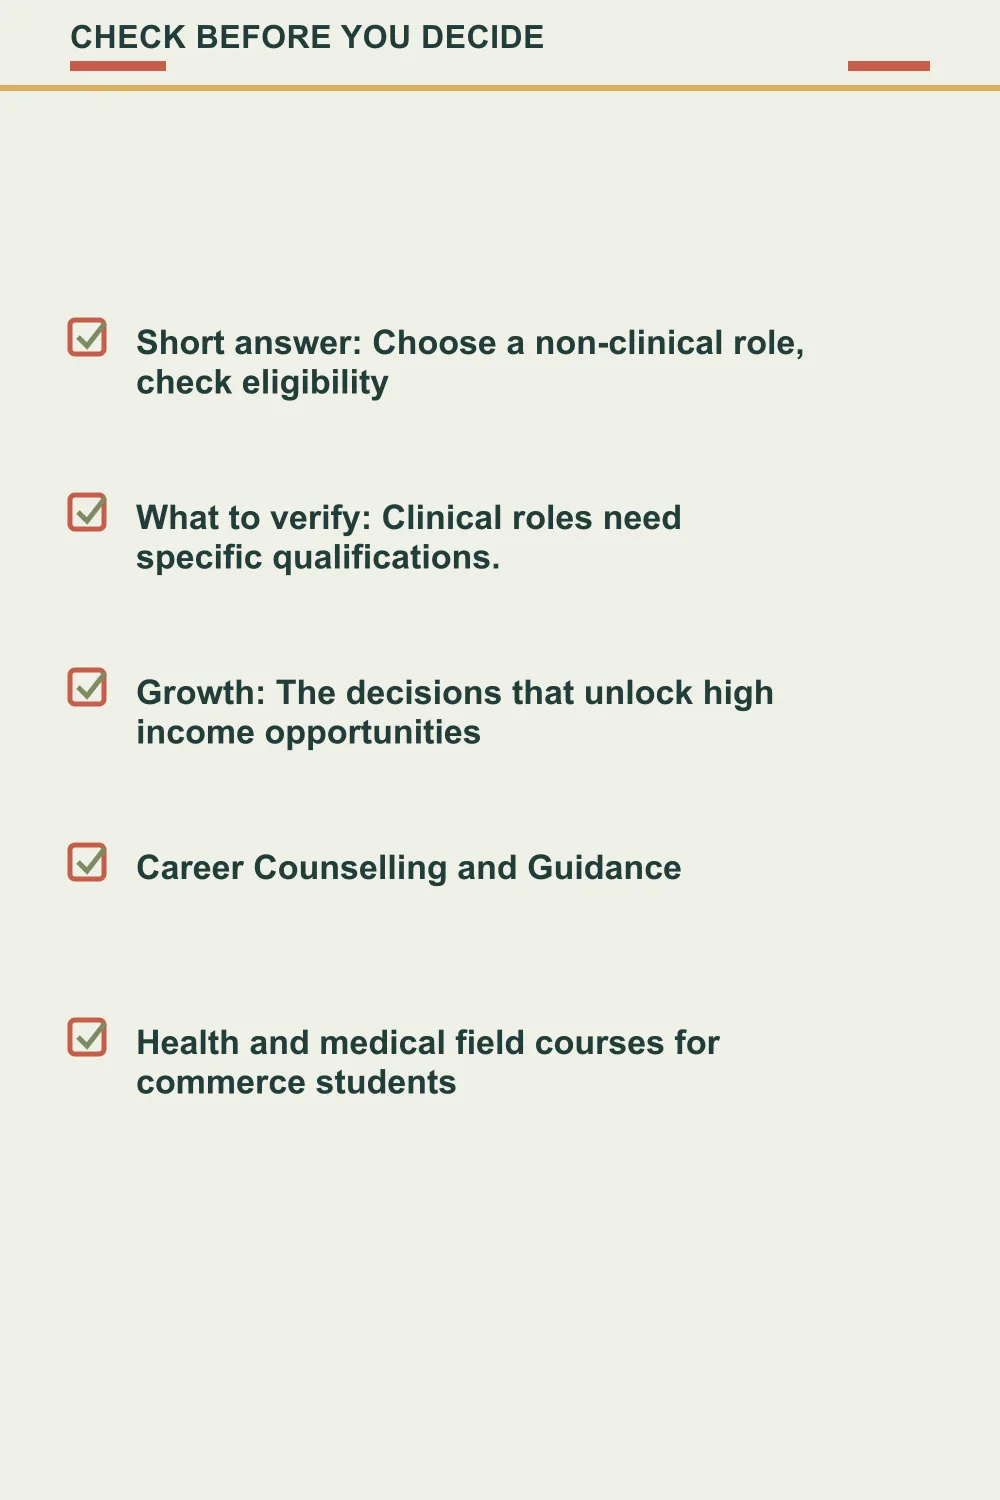 CHECK BEFORE YOU DECIDE
Short answer: Choose a non-clinical role,
check eligibility
What to verify: Clinical roles need
specific qualifications.
Growth: The decisions that unlock high
income opportunities
Career Counselling and Guidance
Health and medical field courses for
commerce students